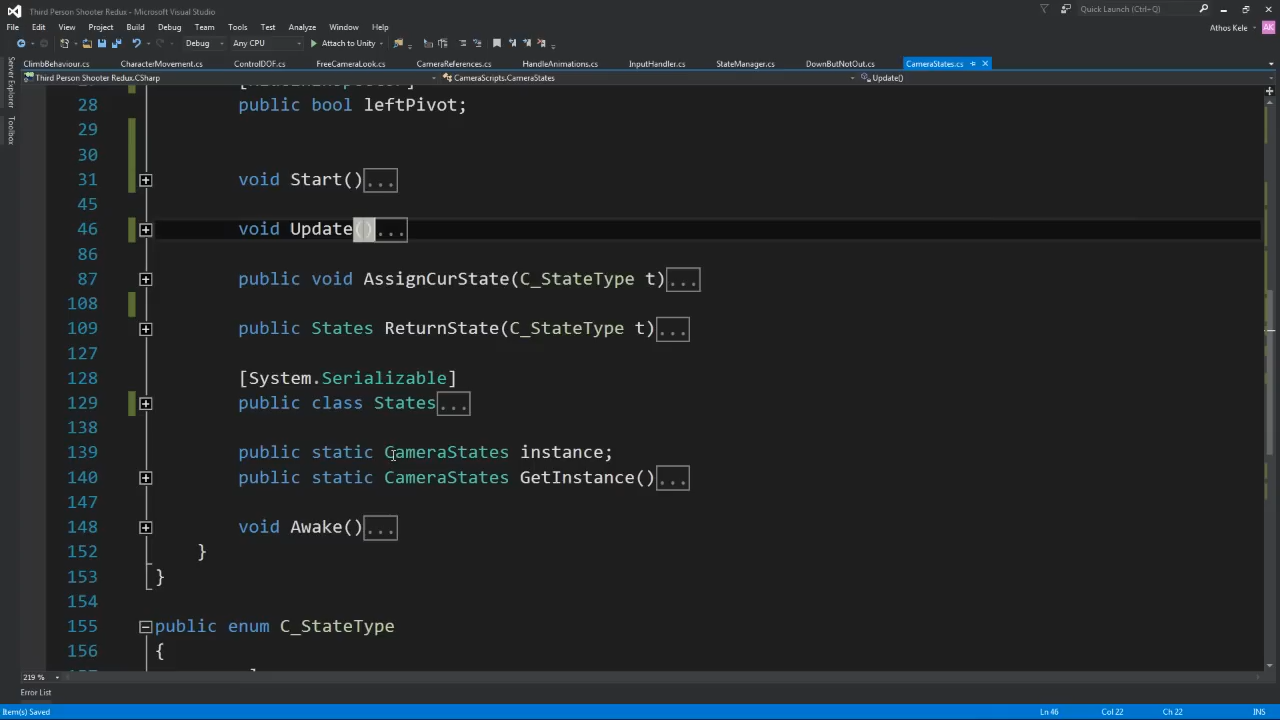 Third Person Shooter Redux - Microsoft Visual Studio
Quick Launch (Ctrl+Q)
File Edit View Project Build Debug Team Tools Test Analyze Window Help
Athos Kele AK
Debug Any CPU Attach to Unity
ClimbBehaviour.cs CharacterMovement.cs ControlDOF.cs FreeCameraLook.cs CameraReferences.cs HandleAnimations.cs InputHandler.cs StateManager.cs DownButNotOut.cs CameraStates.cs
Third Person Shooter Redux.CSharp CameraScripts.CameraStates Update()
Server Explorer
Toolbox
28 public bool leftPivot;
29
30
31 void Start()...
45
46 void Update()...
86
87 public void AssignCurState(C_StateType t)...
108
109 public States ReturnState(C_StateType t)...
127
128 [System.Serializable]
129 public class States...
138
139 public static CameraStates instance;
140 public static CameraStates GetInstance()...
147
148 void Awake()...
152 }
153 }
154
155 public enum C_StateType
156 {
219 %
Error List
Item(s) Saved Ln 46 Col 22 Ch 22 INS